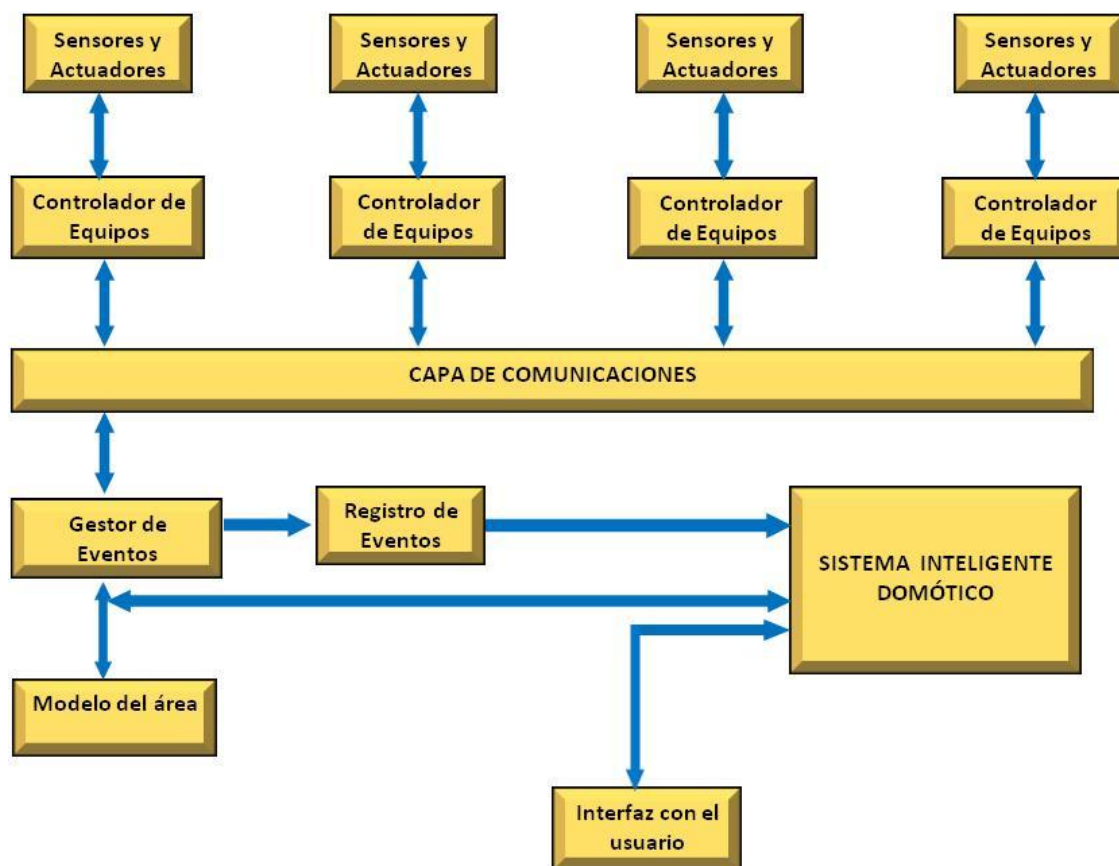 Sensores y
Actuadores
Sensores y
Actuadores
Sensores y
Actuadores
Sensores y
Actuadores
Controlador de
Equipos
Controlador
de Equipos
Controlador
de Equipos
Controlador
de Equipos
CAPA DE COMUNICACIONES
Gestor de
Eventos
Registro de
Eventos
SISTEMA INTELIGENTE
DOMÓTICO
Modelo del área
Interfaz con el
usuario